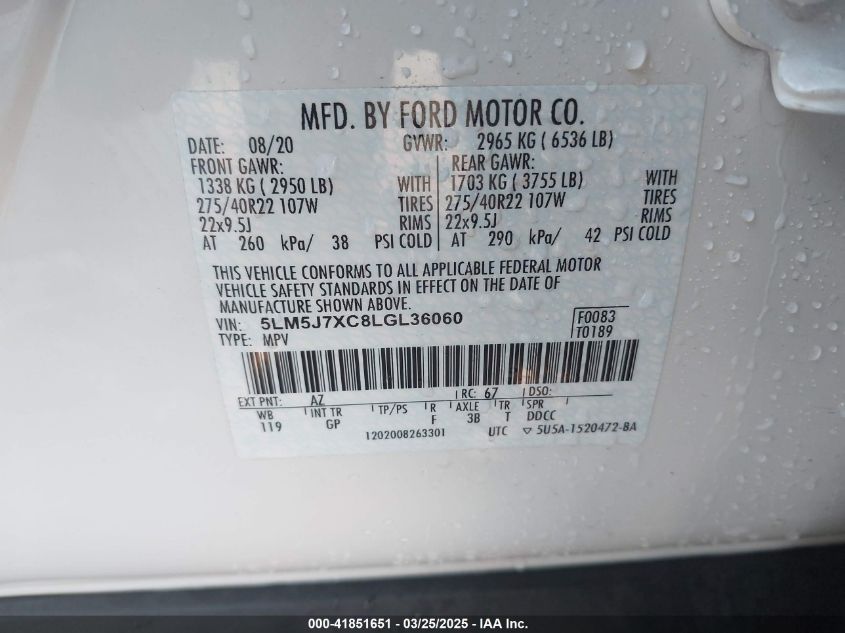 MFD. BY FORD MOTOR CO.
DATE: 08/20 GVWR: 2965 KG ( 6536 LB)
FRONT GAWR: REAR GAWR:
1338 KG ( 2950 LB) WITH 1703 KG ( 3755 LB) WITH
275/40R22 107W TIRES 275/40R22 107W TIRES
22x9.5J RIMS 22x9.5J RIMS
AT 260 kPa/ 38 PSI COLD AT 290 kPa/ 42 PSI COLD
THIS VEHICLE CONFORMS TO ALL APPLICABLE FEDERAL MOTOR
VEHICLE SAFETY STANDARDS IN EFFECT ON THE DATE OF
MANUFACTURE SHOWN ABOVE.
VIN: 5LM5J7XC8LGL36060 F0083
TYPE: MPV T0189
EXT PNT: AZ RC: 67 DSO:
WB INT TR TP/PS R AXLE TR SPR
119 GP F 3B T DDCC
1202008263301 UTC ▽ 5U5A-1520472-BA
000-41851651 / 03/25/2025 - IAA Inc.